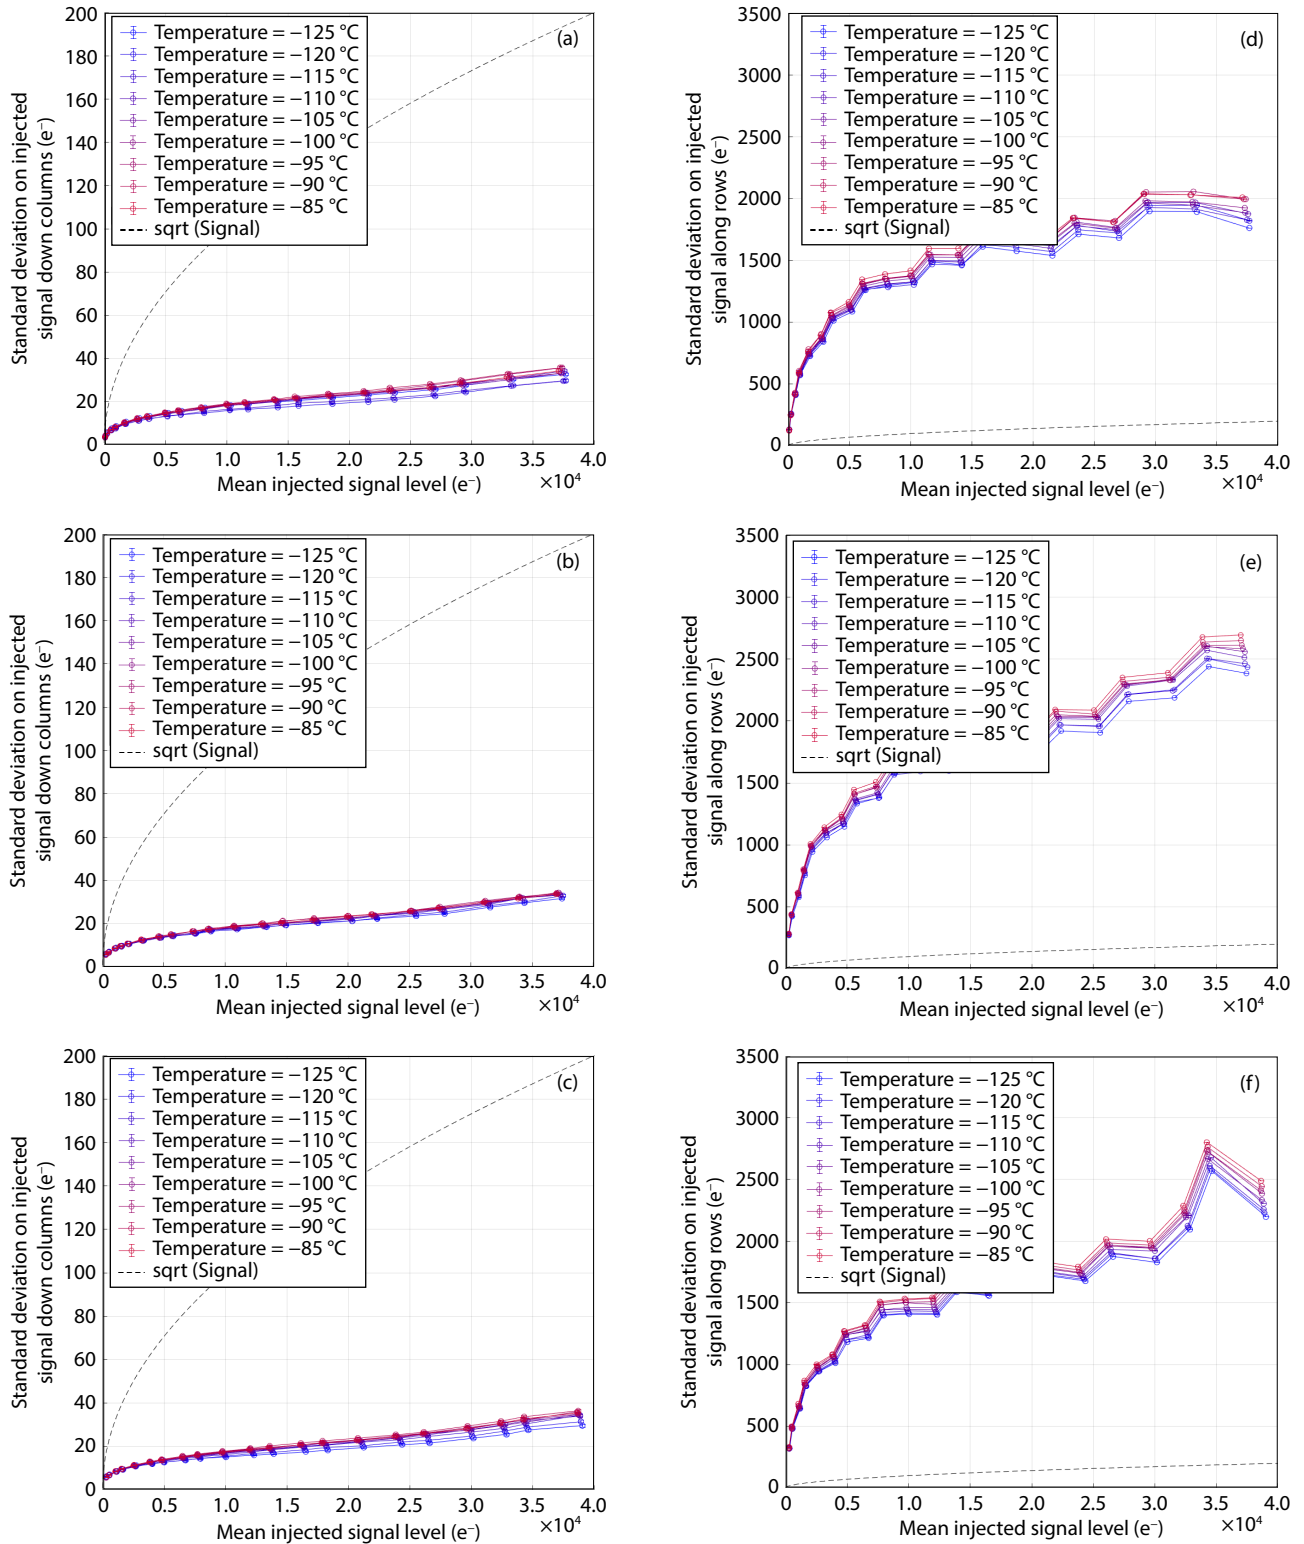 200
180
160
140
120
100
80
60
40
20
0
Standard deviation on injected
signal down columns (e⁻)
Temperature = −125 °C
Temperature = −120 °C
Temperature = −115 °C
Temperature = −110 °C
Temperature = −105 °C
Temperature = −100 °C
Temperature = −95 °C
Temperature = −90 °C
Temperature = −85 °C
sqrt (Signal)
(a)
0 0.5 1.0 1.5 2.0 2.5 3.0 3.5 4.0
Mean injected signal level (e⁻) ×10⁴
3500
3000
2500
2000
1500
1000
500
0
Standard deviation on injected
signal along rows (e⁻)
Temperature = −125 °C
Temperature = −120 °C
Temperature = −115 °C
Temperature = −110 °C
Temperature = −105 °C
Temperature = −100 °C
Temperature = −95 °C
Temperature = −90 °C
Temperature = −85 °C
sqrt (Signal)
(d)
0 0.5 1.0 1.5 2.0 2.5 3.0 3.5 4.0
Mean injected signal level (e⁻) ×10⁴
200
180
160
140
120
100
80
60
40
20
0
Standard deviation on injected
signal down columns (e⁻)
Temperature = −125 °C
Temperature = −120 °C
Temperature = −115 °C
Temperature = −110 °C
Temperature = −105 °C
Temperature = −100 °C
Temperature = −95 °C
Temperature = −90 °C
Temperature = −85 °C
sqrt (Signal)
(b)
0 0.5 1.0 1.5 2.0 2.5 3.0 3.5 4.0
Mean injected signal level (e⁻) ×10⁴
3500
3000
2500
2000
1500
1000
500
0
Standard deviation on injected
signal along rows (e⁻)
Temperature = −125 °C
Temperature = −120 °C
Temperature = −115 °C
Temperature = −110 °C
Temperature = −105 °C
Temperature = −100 °C
Temperature = −95 °C
Temperature = −90 °C
Temperature = −85 °C
sqrt (Signal)
(e)
0 0.5 1.0 1.5 2.0 2.5 3.0 3.5 4.0
Mean injected signal level (e⁻) ×10⁴
200
180
160
140
120
100
80
60
40
20
0
Standard deviation on injected
signal down columns (e⁻)
Temperature = −125 °C
Temperature = −120 °C
Temperature = −115 °C
Temperature = −110 °C
Temperature = −105 °C
Temperature = −100 °C
Temperature = −95 °C
Temperature = −90 °C
Temperature = −85 °C
sqrt (Signal)
(c)
0 0.5 1.0 1.5 2.0 2.5 3.0 3.5 4.0
Mean injected signal level (e⁻) ×10⁴
3500
3000
2500
2000
1500
1000
500
0
Standard deviation on injected
signal along rows (e⁻)
Temperature = −125 °C
Temperature = −120 °C
Temperature = −115 °C
Temperature = −110 °C
Temperature = −105 °C
Temperature = −100 °C
Temperature = −95 °C
Temperature = −90 °C
Temperature = −85 °C
sqrt (Signal)
(f)
0 0.5 1.0 1.5 2.0 2.5 3.0 3.5 4.0
Mean injected signal level (e⁻) ×10⁴